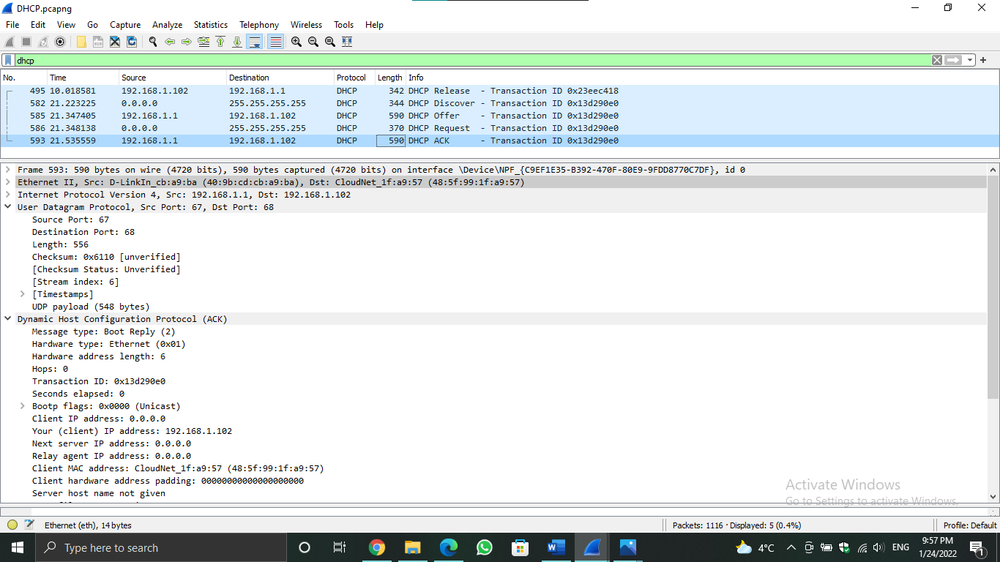 DHCP.pcapng
File Edit View Go Capture Analyze Statistics Telephony Wireless Tools Help
dhcp
No. Time Source Destination Protocol Length Info
495 10.018581 192.168.1.102 192.168.1.1 DHCP 342 DHCP Release - Transaction ID 0x23eec418
582 21.223225 0.0.0.0 255.255.255.255 DHCP 344 DHCP Discover - Transaction ID 0x13d290e0
585 21.347405 192.168.1.1 192.168.1.102 DHCP 590 DHCP Offer - Transaction ID 0x13d290e0
586 21.348138 0.0.0.0 255.255.255.255 DHCP 370 DHCP Request - Transaction ID 0x13d290e0
593 21.535559 192.168.1.1 192.168.1.102 DHCP 590 DHCP ACK - Transaction ID 0x13d290e0
Frame 593: 590 bytes on wire (4720 bits), 590 bytes captured (4720 bits) on interface \Device\NPF_{C9EF1E35-B392-470F-80E9-9FDD8770C7DF}, id 0
Ethernet II, Src: D-LinkIn_cb:a9:ba (40:9b:cd:cb:a9:ba), Dst: CloudNet_1f:a9:57 (48:5f:99:1f:a9:57)
Internet Protocol Version 4, Src: 192.168.1.1, Dst: 192.168.1.102
User Datagram Protocol, Src Port: 67, Dst Port: 68
Source Port: 67
Destination Port: 68
Length: 556
Checksum: 0x6110 [unverified]
[Checksum Status: Unverified]
[Stream index: 6]
[Timestamps]
UDP payload (548 bytes)
Dynamic Host Configuration Protocol (ACK)
Message type: Boot Reply (2)
Hardware type: Ethernet (0x01)
Hardware address length: 6
Hops: 0
Transaction ID: 0x13d290e0
Seconds elapsed: 0
Bootp flags: 0x0000 (Unicast)
Client IP address: 0.0.0.0
Your (client) IP address: 192.168.1.102
Next server IP address: 0.0.0.0
Relay agent IP address: 0.0.0.0
Client MAC address: CloudNet_1f:a9:57 (48:5f:99:1f:a9:57)
Client hardware address padding: 00000000000000000000
Server host name not given
Activate Windows
Go to Settings to activate Windows.
Ethernet (eth), 14 bytes
Packets: 1116 · Displayed: 5 (0.4%)
Profile: Default
Type here to search
4°C
ENG
9:57 PM
1/24/2022
1